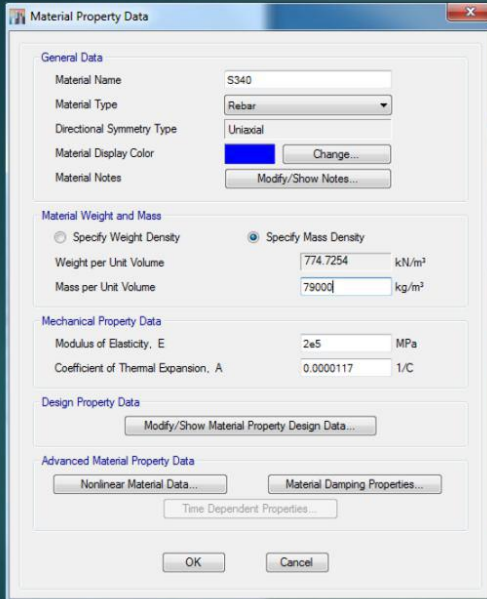 Material Property Data
General Data
Material Name S340
Material Type Rebar
Directional Symmetry Type Uniaxial
Material Display Color Change...
Material Notes Modify/Show Notes...
Material Weight and Mass
Specify Weight Density Specify Mass Density
Weight per Unit Volume 774.7254 kN/m³
Mass per Unit Volume 79000 kg/m³
Mechanical Property Data
Modulus of Elasticity, E 2e5 MPa
Coefficient of Thermal Expansion, A 0.0000117 1/C
Design Property Data
Modify/Show Material Property Design Data...
Advanced Material Property Data
Nonlinear Material Data... Material Damping Properties...
Time Dependent Properties...
OK Cancel